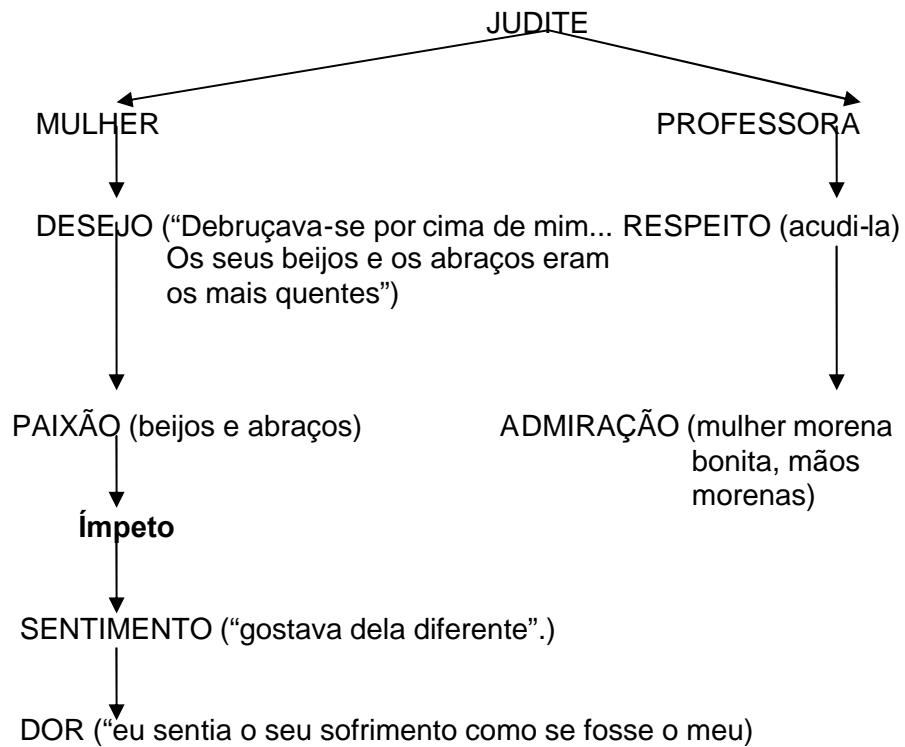 JUDITE
MULHER PROFESSORA
DESEJO (“Debruçava-se por cima de mim... RESPEITO (acudi-la)
Os seus beijos e os abraços eram
os mais quentes”)
PAIXÃO (beijos e abraços) ADMIRAÇÃO (mulher morena
bonita, mãos
morenas)
Ímpeto
SENTIMENTO (“gostava dela diferente”.)
DOR (“eu sentia o seu sofrimento como se fosse o meu)